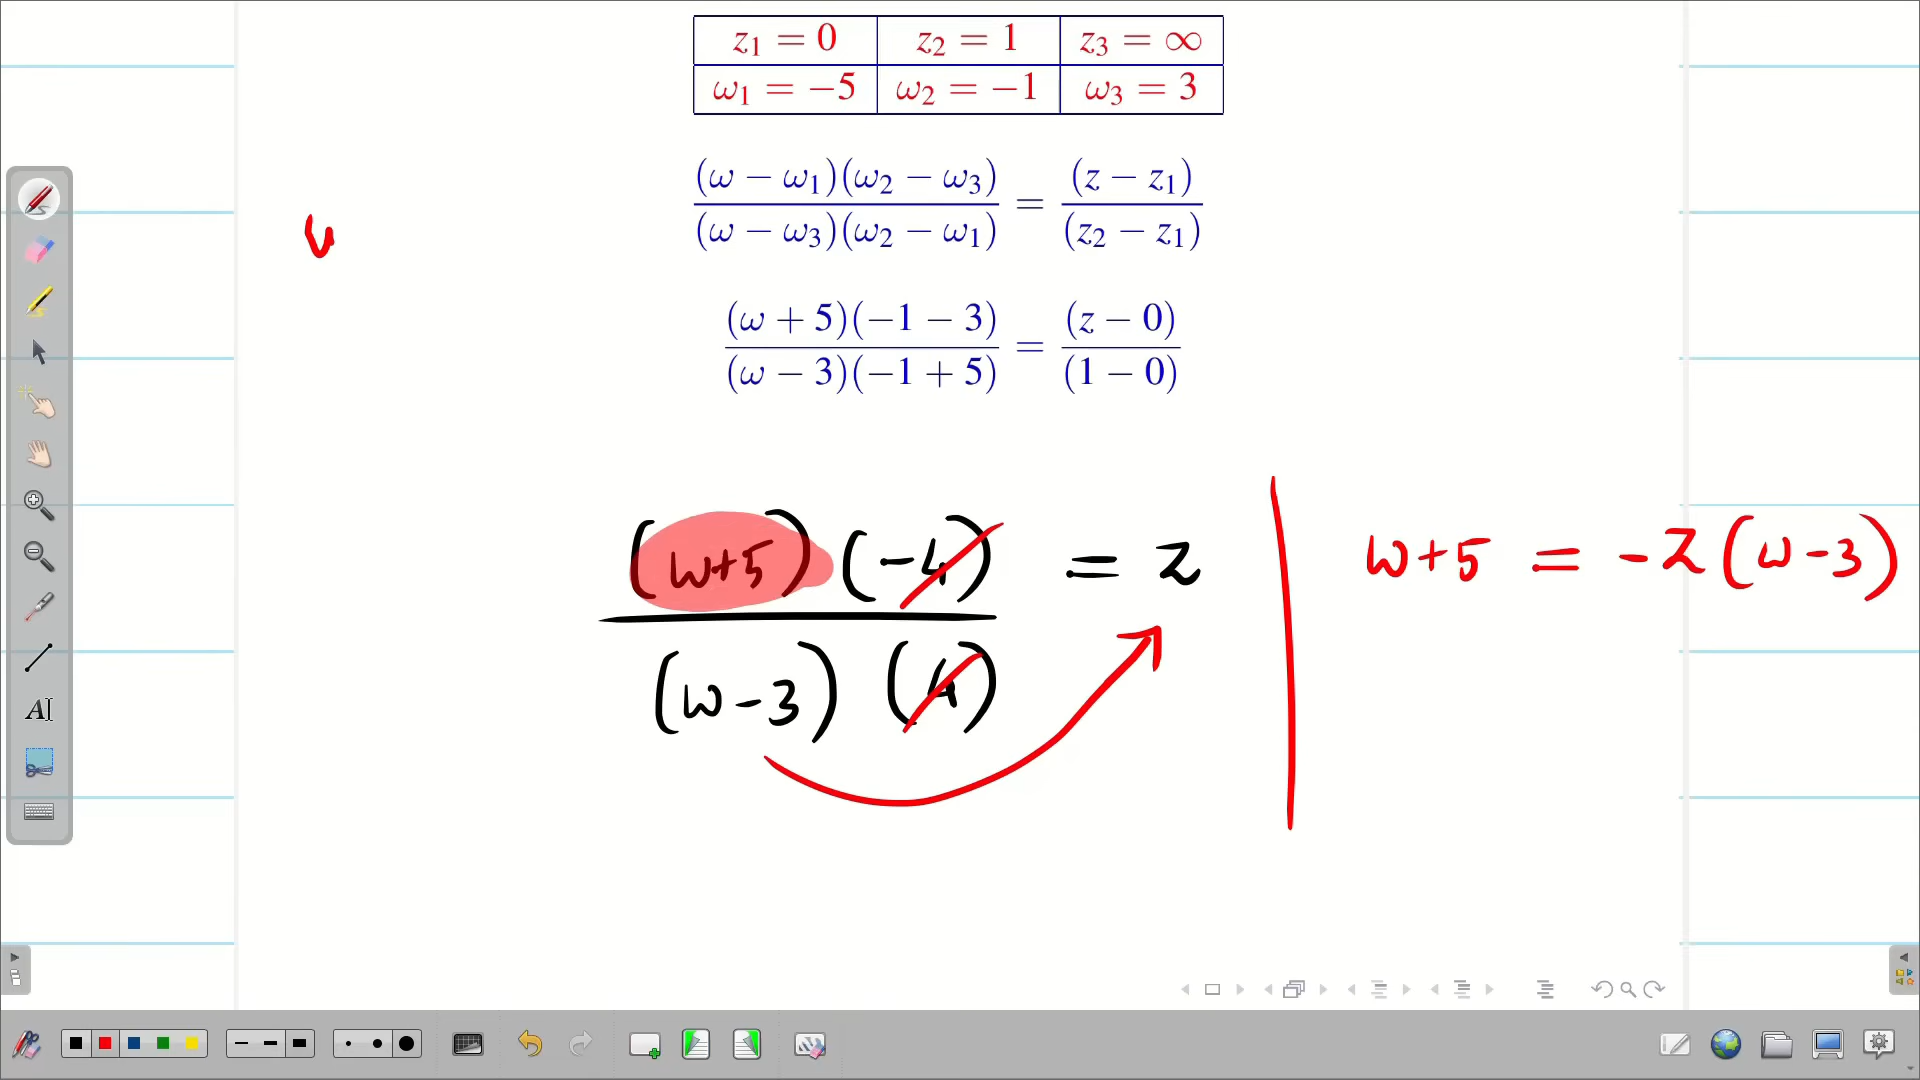 z₁ = 0 z₂ = 1 z₃ = ∞
ω₁ = −5 ω₂ = −1 ω₃ = 3
(ω − ω₁)(ω₂ − ω₃) / (ω − ω₃)(ω₂ − ω₁) = (z − z₁) / (z₂ − z₁)
(ω + 5)(−1 − 3) / (ω − 3)(−1 + 5) = (z − 0) / (1 − 0)
(w+5) (-4) / (w-3) (4) = z
w+5 = -z(w-3)